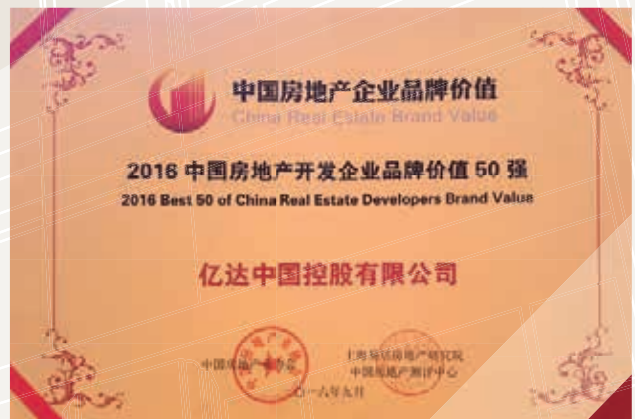 中国房地产企业品牌价值
China Real Estate Brand Value
2016 中国房地产开发企业品牌价值 50 强
2016 Best 50 of China Real Estate Developers Brand Value
亿达中国控股有限公司
上海易居房地产研究院
中国房地产测评中心
二〇一六年九月